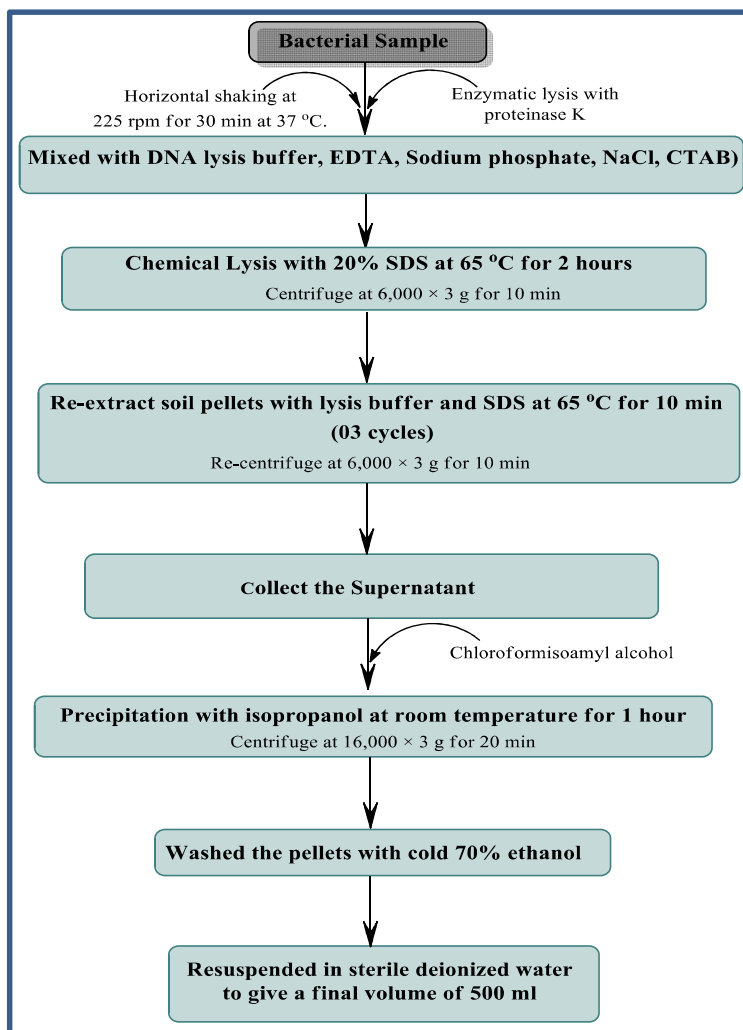 Bacterial Sample
Horizontal shaking at
225 rpm for 30 min at 37 °C.
Enzymatic lysis with
proteinase K
Mixed with DNA lysis buffer, EDTA, Sodium phosphate, NaCl, CTAB)
Chemical Lysis with 20% SDS at 65 °C for 2 hours
Centrifuge at 6,000 × 3 g for 10 min
Re-extract soil pellets with lysis buffer and SDS at 65 °C for 10 min
(03 cycles)
Re-centrifuge at 6,000 × 3 g for 10 min
Collect the Supernatant
Chloroformisoamyl alcohol
Precipitation with isopropanol at room temperature for 1 hour
Centrifuge at 16,000 × 3 g for 20 min
Washed the pellets with cold 70% ethanol
Resuspended in sterile deionized water
to give a final volume of 500 ml